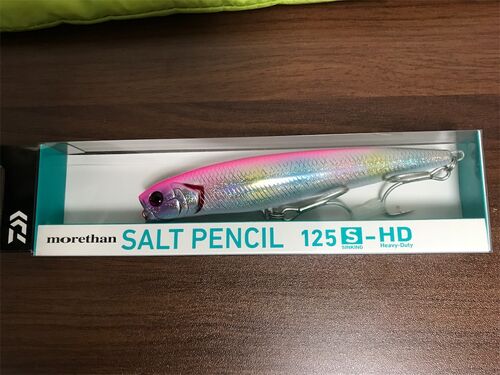 morethan SALT PENCIL 125 S-HD
SINKING Heavy-Duty